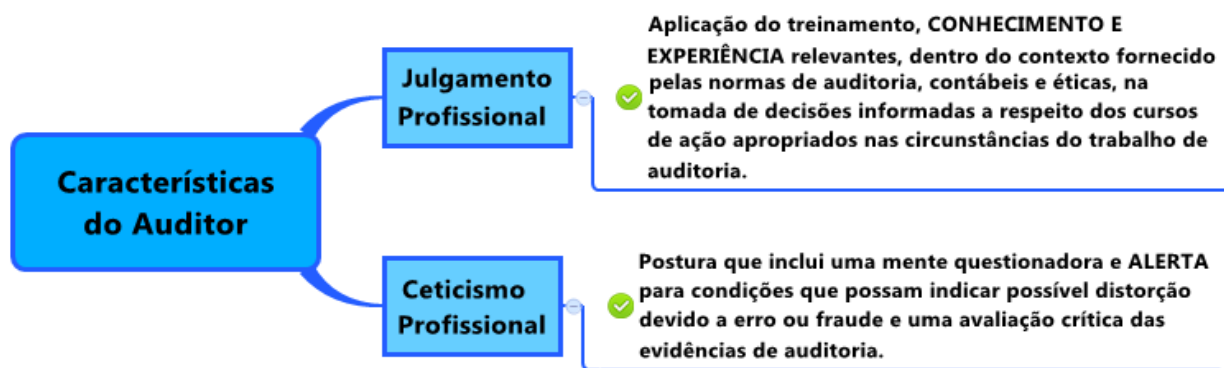 Características
do Auditor
Julgamento
Profissional
Aplicação do treinamento, CONHECIMENTO E
EXPERIÊNCIA relevantes, dentro do contexto fornecido
pelas normas de auditoria, contábeis e éticas, na
tomada de decisões informadas a respeito dos cursos
de ação apropriados nas circunstâncias do trabalho de
auditoria.
Ceticismo
Profissional
Postura que inclui uma mente questionadora e ALERTA
para condições que possam indicar possível distorção
devido a erro ou fraude e uma avaliação crítica das
evidências de auditoria.